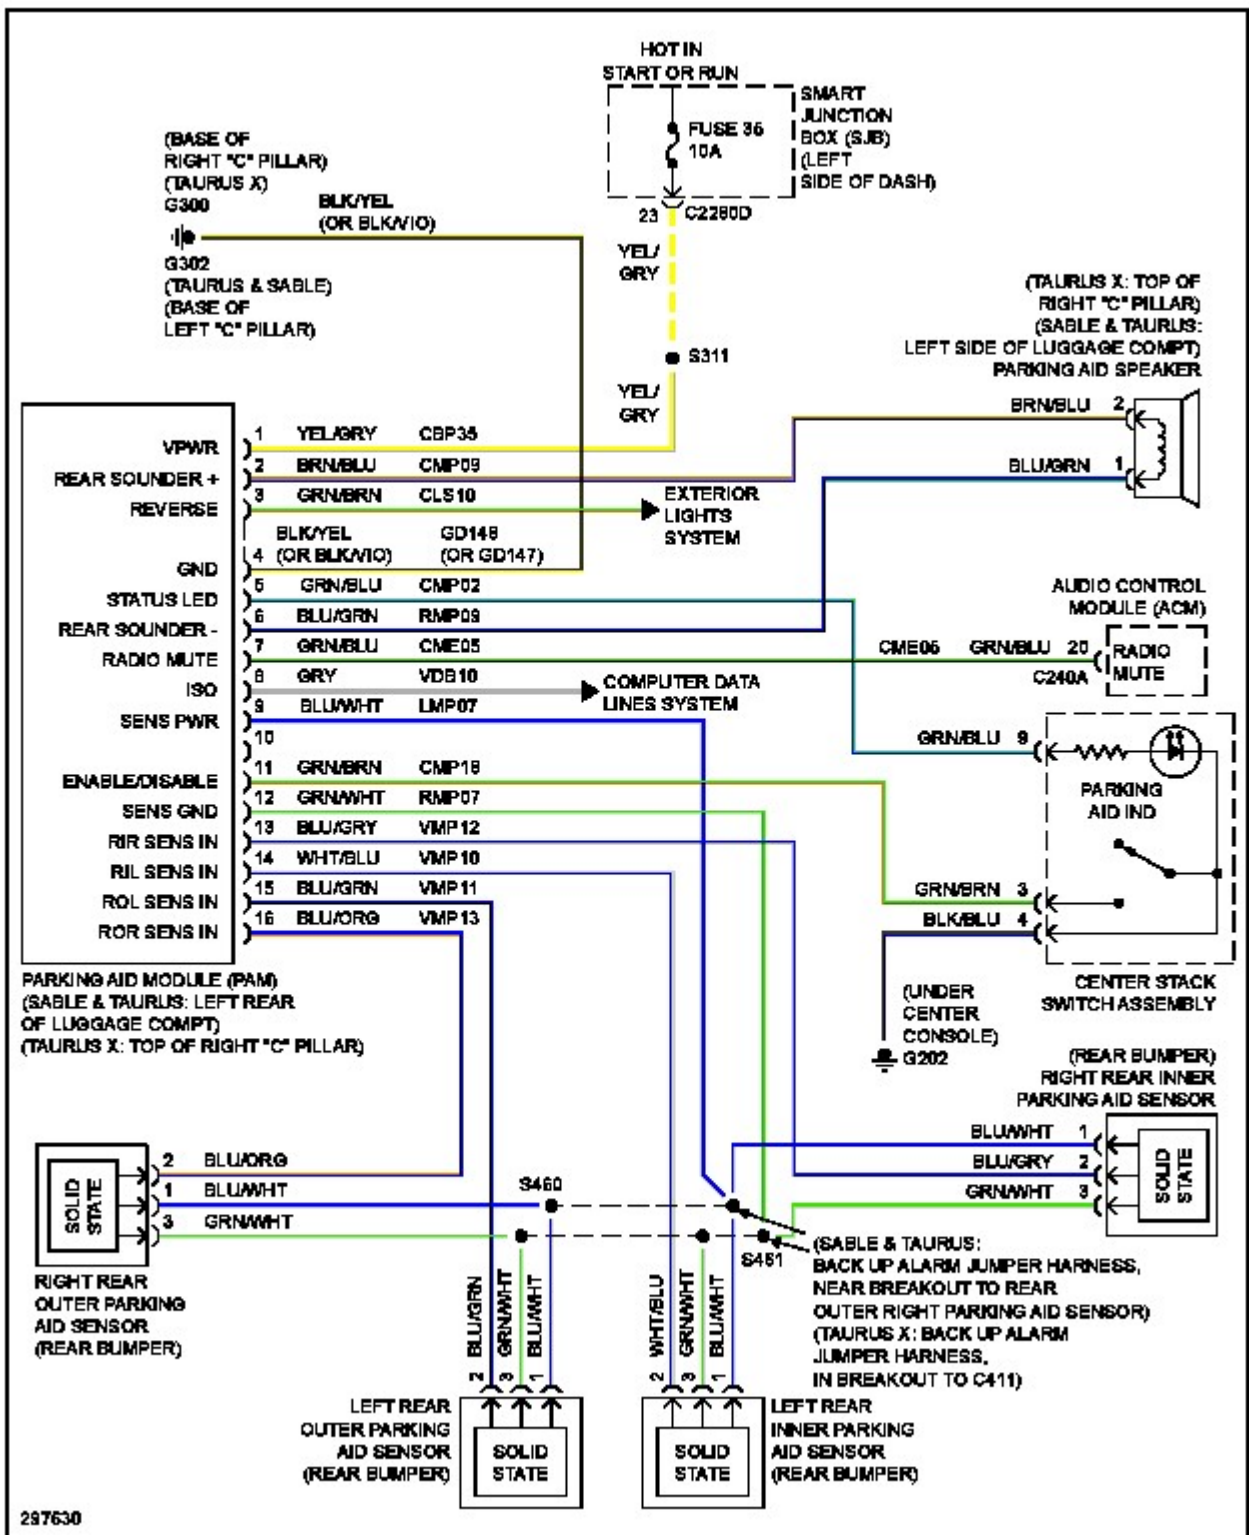 HOT IN
START OR RUN
FUSE 35
10A
SMART
JUNCTION
BOX (SJB)
(LEFT
SIDE OF DASH)
23 C2280D
YEL/
GRY
S311
YEL/
GRY
(BASE OF
RIGHT "C" PILLAR)
(TAURUS X)
G300
BLK/YEL
(OR BLK/VIO)
G302
(TAURUS & SABLE)
(BASE OF
LEFT "C" PILLAR)
(TAURUS X: TOP OF
RIGHT "C" PILLAR)
(SABLE & TAURUS:
LEFT SIDE OF LUGGAGE COMPT)
PARKING AID SPEAKER
BRN/BLU 2
BLU/GRN 1
VPWR 1 YEL/GRY CBP35
REAR SOUNDER + 2 BRN/BLU CMP09
REVERSE 3 GRN/BRN CLS10
EXTERIOR
LIGHTS
SYSTEM
BLK/YEL GD148
GND 4 (OR BLK/VIO) (OR GD147)
STATUS LED 5 GRN/BLU CMP02
REAR SOUNDER - 6 BLU/GRN RMP09
RADIO MUTE 7 GRN/BLU CME05
ISO 8 GRY VDB10
COMPUTER DATA
LINES SYSTEM
SENS PWR 9 BLU/WHT LMP07
10
ENABLE/DISABLE 11 GRN/BRN CMP18
SENS GND 12 GRN/WHT RMP07
RIR SENS IN 13 BLU/GRY VMP12
RIL SENS IN 14 WHT/BLU VMP10
ROL SENS IN 15 BLU/GRN VMP11
ROR SENS IN 16 BLU/ORG VMP13
PARKING AID MODULE (PAM)
(SABLE & TAURUS: LEFT REAR
OF LUGGAGE COMPT)
(TAURUS X: TOP OF RIGHT "C" PILLAR)
AUDIO CONTROL
MODULE (ACM)
CME06 GRN/BLU 20
C240A
RADIO
MUTE
GRN/BLU 9
PARKING
AID IND
GRN/BRN 3
BLK/BLU 4
CENTER STACK
SWITCH ASSEMBLY
(UNDER
CENTER
CONSOLE)
G202
(REAR BUMPER)
RIGHT REAR INNER
PARKING AID SENSOR
BLU/WHT 1
BLU/GRY 2
GRN/WHT 3
SOLID
STATE
SOLID
STATE
2 BLU/ORG
1 BLU/WHT
3 GRN/WHT
RIGHT REAR
OUTER PARKING
AID SENSOR
(REAR BUMPER)
S460
S461
(SABLE & TAURUS:
BACK UP ALARM JUMPER HARNESS,
NEAR BREAKOUT TO REAR
OUTER RIGHT PARKING AID SENSOR)
(TAURUS X: BACK UP ALARM
JUMPER HARNESS,
IN BREAKOUT TO C411)
2 BLU/GRN
3 GRN/WHT
1 BLU/WHT
LEFT REAR
OUTER PARKING
AID SENSOR
(REAR BUMPER)
SOLID
STATE
2 WHT/BLU
3 GRN/WHT
1 BLU/WHT
SOLID
STATE
LEFT REAR
INNER PARKING
AID SENSOR
(REAR BUMPER)
297630